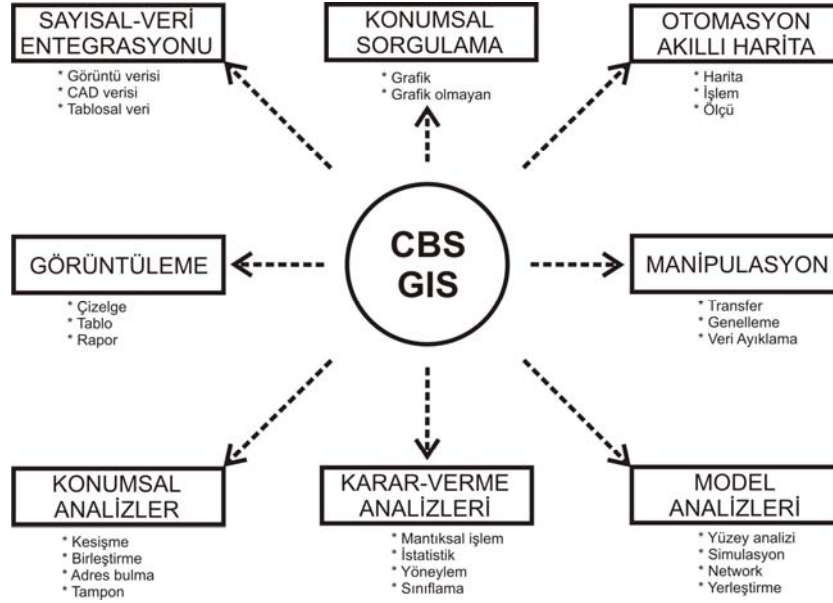 SAYISAL-VERİ
ENTEGRASYONU
* Görüntü verisi
* CAD verisi
* Tablosal veri
KONUMSAL
SORGULAMA
* Grafik
* Grafik olmayan
OTOMASYON
AKILLI HARİTA
* Harita
* İşlem
* Ölçü
GÖRÜNTÜLEME
* Çizelge
* Tablo
* Rapor
CBS
GIS
MANİPULASYON
* Transfer
* Genelleme
* Veri Ayıklama
KONUMSAL
ANALİZLER
* Kesişme
* Birleştirme
* Adres bulma
* Tampon
KARAR-VERME
ANALİZLERİ
* Mantıksal işlem
* İstatistik
* Yöneylem
* Sınıflama
MODEL
ANALİZLERİ
* Yüzey analizi
* Simulasyon
* Network
* Yerleştirme